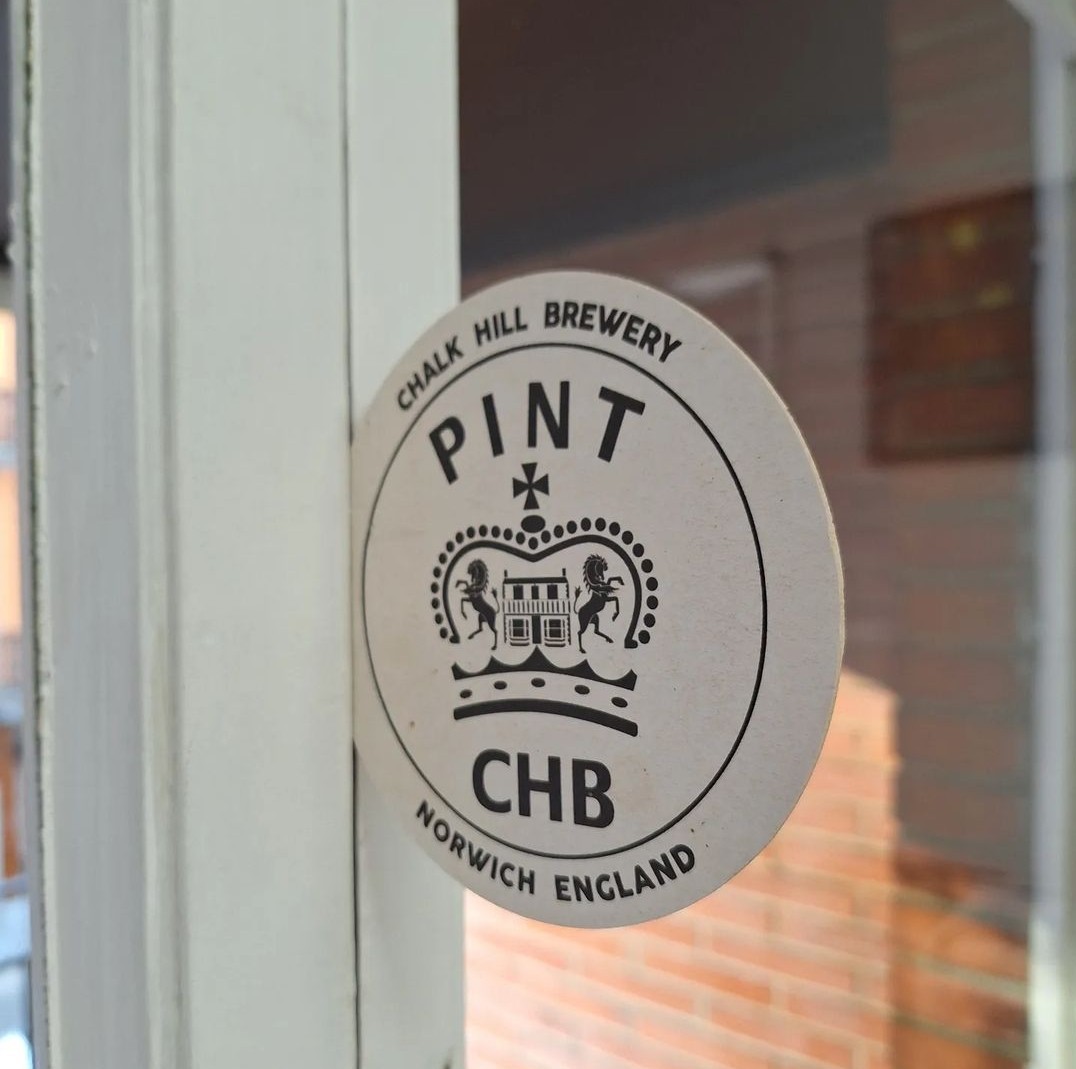 CHALK HILL BREWERY
PINT
CHB
NORWICH ENGLAND